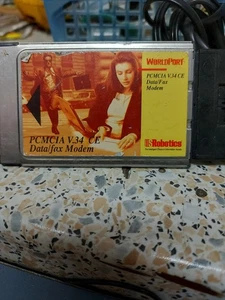 WORLDPORT
PCMCIA V.34 CE
Data/Fax
Modem
PCMCIA V.34 CE
Data/fax Modem
Robotics